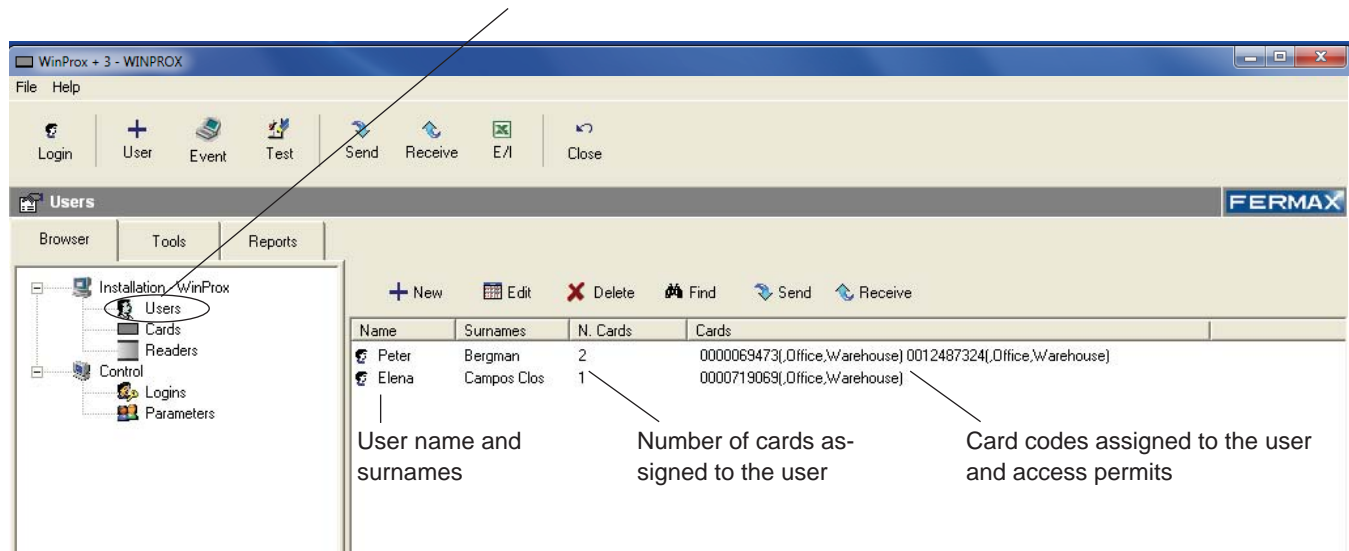 WinProx + 3 - WINPROX
File Help
Login User Event Test Send Receive E/I Close
Users FERMAX
Browser Tools Reports
Installation WinProx
Users
Cards
Readers
Control
Logins
Parameters
New Edit Delete Find Send Receive
Name Surnames N. Cards Cards
Peter Bergman 2 0000069473(,Office,Warehouse) 0012487324(,Office,Warehouse)
Elena Campos Clos 1 0000719069(,Office,Warehouse)
User name and
surnames
Number of cards as-
signed to the user
Card codes assigned to the user
and access permits